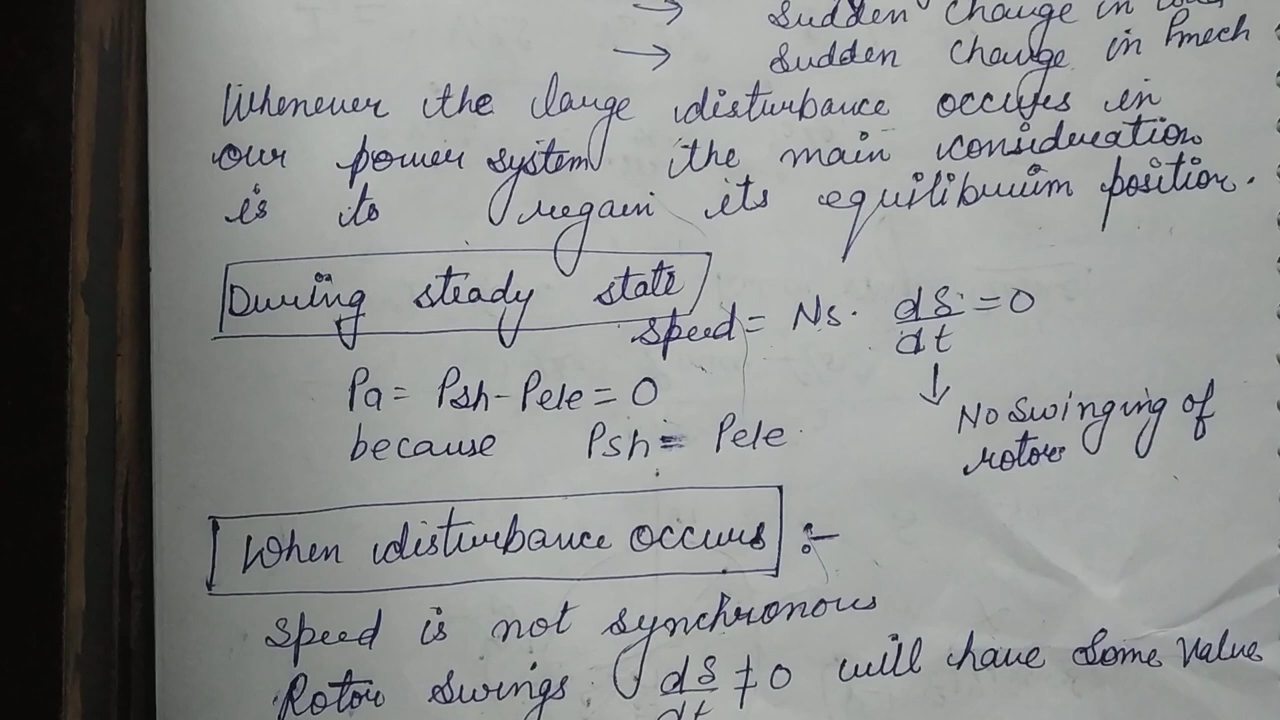 → Sudden Change in
→ Sudden Change in Pmech
Whenever the large disturbance occurs in
our power system the main consideration
is to regain its equilibrium position.
During steady state
speed = Ns. dδ/dt = 0
↓
Pa = Psh - Pele = 0
No Swinging of
because Psh = Pele
rotor
When disturbance occurs :-
Speed is not synchronous
Rotor swings. dδ/dt ≠ 0 will have some value